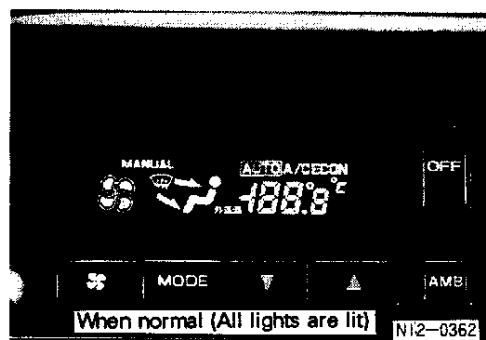 MANUAL
AUTO A/C ECON
OFF
-188.8°C
MODE
AMB
When normal (All lights are lit)
N12-0362